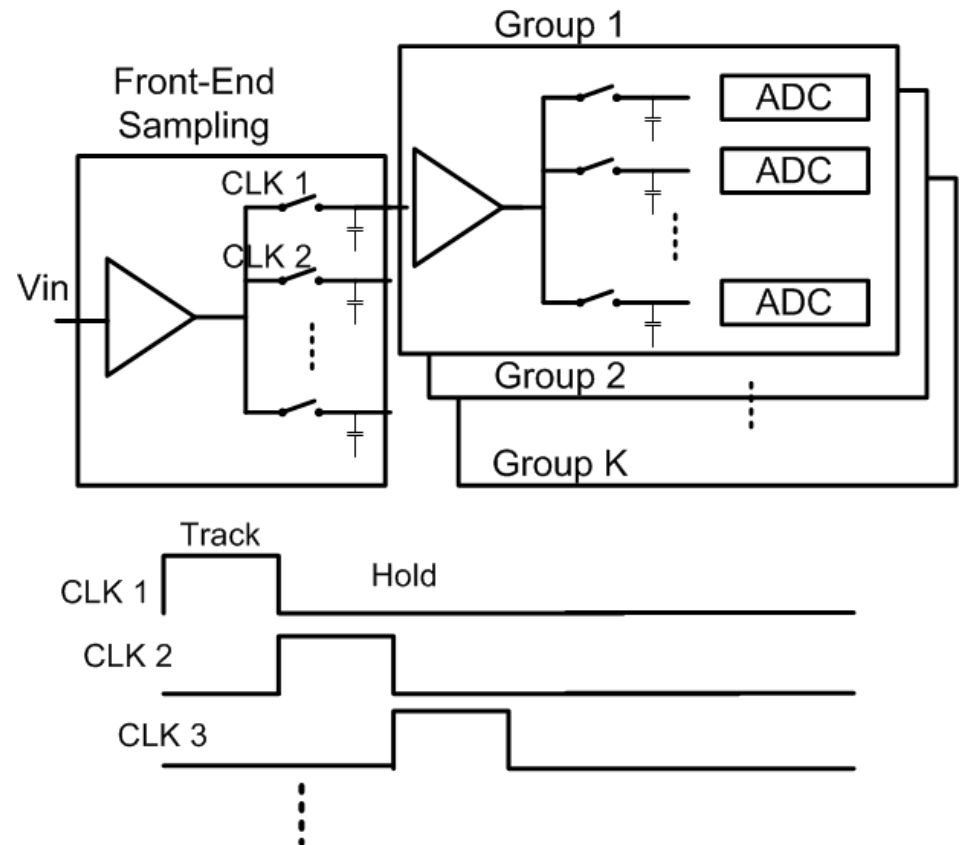 Group 1
Front-End
Sampling
ADC
CLK 1
ADC
CLK 2
Vin
ADC
Group 2
Group K
Track
Hold
CLK 1
CLK 2
CLK 3